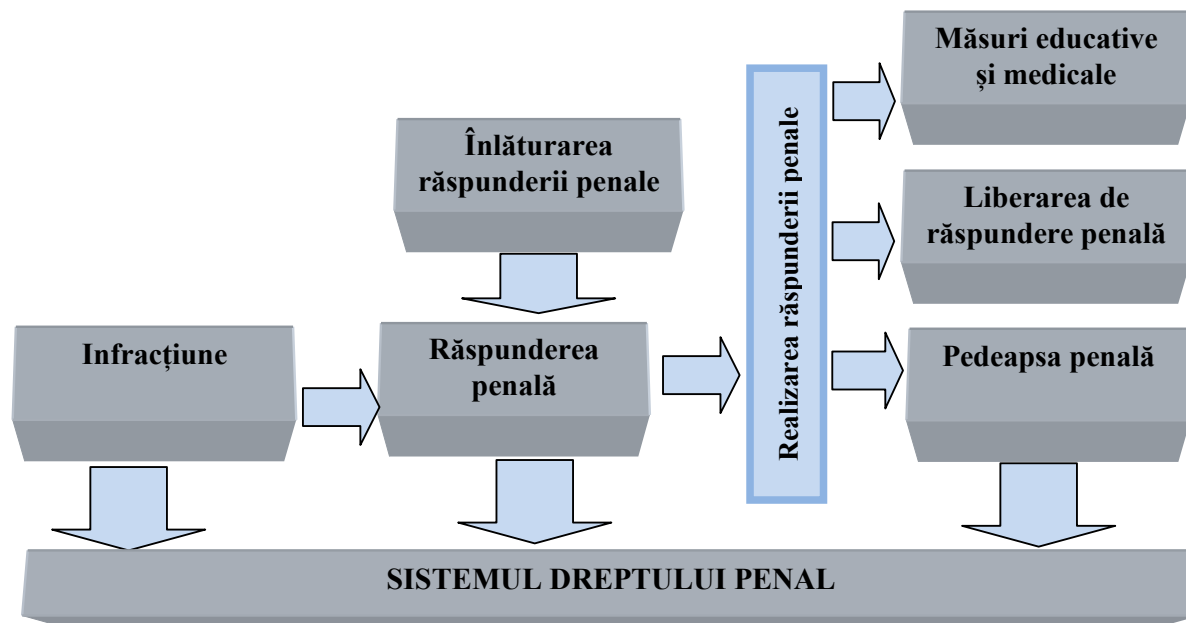 Măsuri educative
și medicale
Înlăturarea
răspunderii penale
Realizarea răspunderii penale
Liberarea de
răspundere penală
Infracțiune
Răspunderea
penală
Pedeapsa penală
SISTEMUL DREPTULUI PENAL